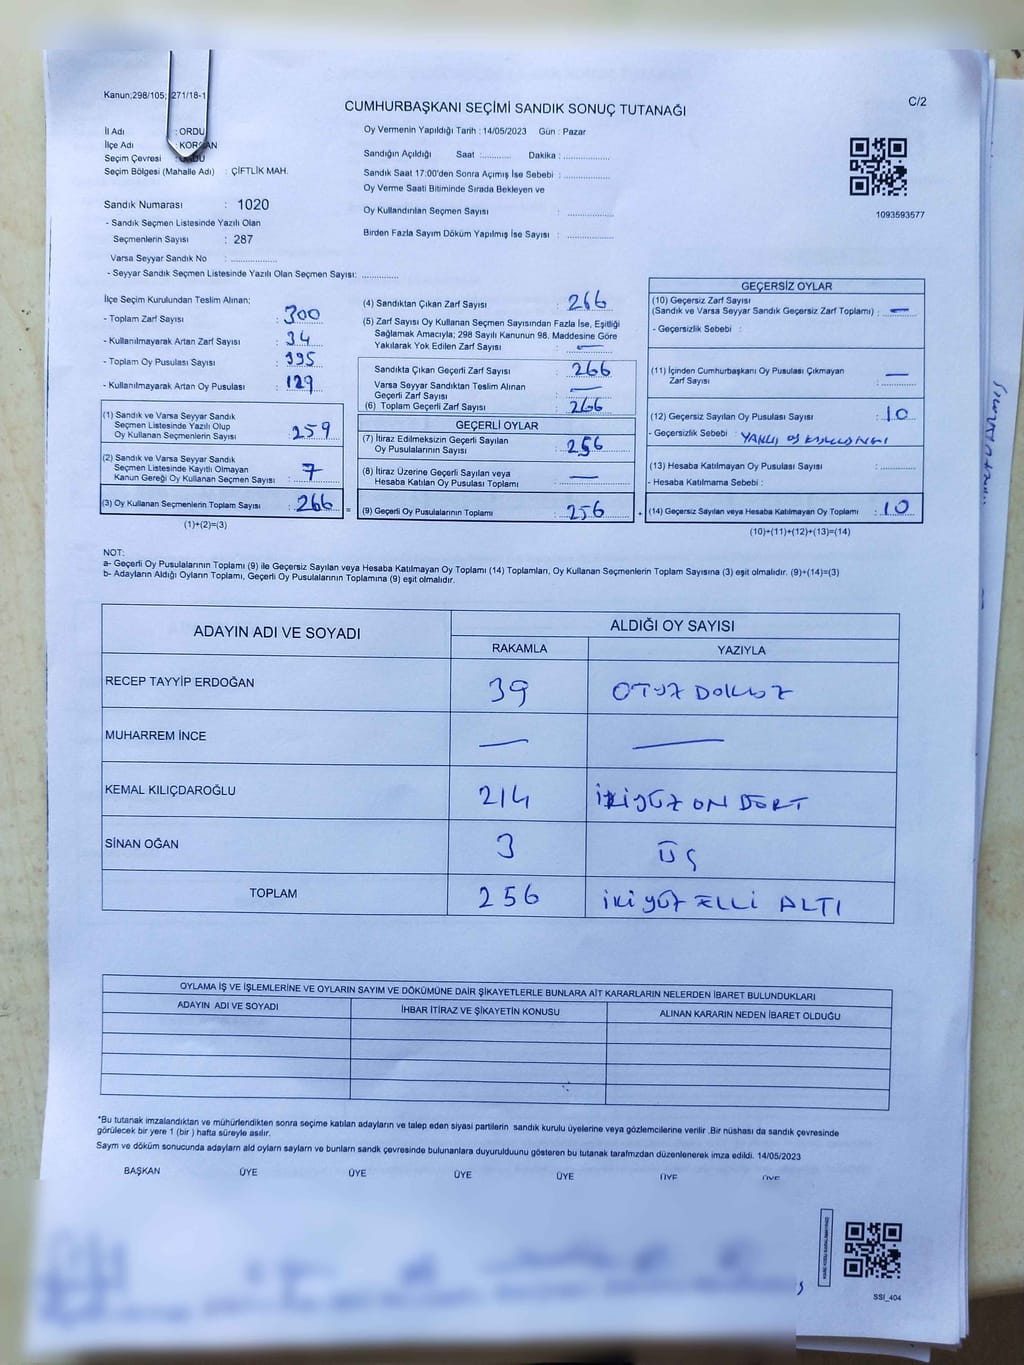 Kanun;298/105; 271/18-1
C/2
CUMHURBAŞKANI SEÇİMİ SANDIK SONUÇ TUTANAĞI
İl Adı : ORDU
İlçe Adı : KORGAN
Seçim Çevresi : ORDU
Seçim Bölgesi (Mahalle Adı) : ÇİFTLİK MAH.
Sandık Numarası : 1020
- Sandık Seçmen Listesinde Yazılı Olan
Seçmenlerin Sayısı : 287
Varsa Seyyar Sandık No : ..............
- Seyyar Sandık Seçmen Listesinde Yazılı Olan Seçmen Sayısı: ............
Oy Vermenin Yapıldığı Tarih : 14/05/2023 Gün : Pazar
Sandığın Açıldığı Saat :.......... Dakika : ..............
Sandık Saat 17:00'den Sonra Açımış İse Sebebi : ..............
Oy Verme Saati Bitiminde Sırada Bekleyen ve
Oy Kullandırılan Seçmen Sayısı : ..............
Birden Fazla Sayım Döküm Yapılmış İse Sayısı : ..............
1093593577
İlçe Seçim Kurulundan Teslim Alınan;
- Toplam Zarf Sayısı : 300
- Kullanılmayarak Artan Zarf Sayısı : 34
- Toplam Oy Pusulası Sayısı : 395
- Kullanılmayarak Artan Oy Pusulası : 129
(1) Sandık ve Varsa Seyyar Sandık
Seçmen Listesinde Yazılı Olup
Oy Kullanan Seçmenlerin Sayısı : 259
(2) Sandık ve Varsa Seyyar Sandık
Seçmen Listesinde Kayıtlı Olmayan
Kanun Gereği Oy Kullanan Seçmen Sayısı : 7
(3) Oy Kullanan Seçmenlerin Toplam Sayısı : 266 =
(1)+(2)=(3)
(4) Sandıktan Çıkan Zarf Sayısı : 266
(5) Zarf Sayısı Oy Kullanan Seçmen Sayısından Fazla İse, Eşitliği
Sağlamak Amacıyla; 298 Sayılı Kanunun 98. Maddesine Göre
Yakılarak Yok Edilen Zarf Sayısı : —
Sandıkta Çıkan Geçerli Zarf Sayısı : 266
Varsa Seyyar Sandıktan Teslim Alınan
Geçerli Zarf Sayısı : —
(6) Toplam Geçerli Zarf Sayısı : 266
GEÇERLİ OYLAR
(7) İtiraz Edilmeksizin Geçerli Sayılan
Oy Pusulalarının Sayısı : 256
(8) İtiraz Üzerine Geçerli Sayılan veya
Hesaba Katılan Oy Pusulası Toplamı : —
(9) Geçerli Oy Pusulalarının Toplamı : 256 +
GEÇERSİZ OYLAR
(10) Geçersiz Zarf Sayısı
(Sandık ve Varsa Seyyar Sandık Geçersiz Zarf Toplamı) : —
- Geçersizlik Sebebi :
(11) İçinden Cumhurbaşkanı Oy Pusulası Çıkmayan
Zarf Sayısı : —
(12) Geçersiz Sayılan Oy Pusulası Sayısı : 10
- Geçersizlik Sebebi :
(13) Hesaba Katılmayan Oy Pusulası Sayısı : ..........
- Hesaba Katılmama Sebebi :
(14) Geçersiz Sayılan veya Hesaba Katılmayan Oy Toplamı : 10
(10)+(11)+(12)+(13)=(14)
NOT:
a- Geçerli Oy Pusulalarının Toplamı (9) ile Geçersiz Sayılan veya Hesaba Katılmayan Oy Toplamı (14) Toplamları, Oy Kullanan Seçmenlerin Toplam Sayısına (3) eşit olmalıdır. (9)+(14)=(3)
b- Adayların Aldığı Oyların Toplamı, Geçerli Oy Pusulalarının Toplamına (9) eşit olmalıdır.
ADAYIN ADI VE SOYADI ALDIĞI OY SAYISI
RAKAMLA YAZIYLA
RECEP TAYYİP ERDOĞAN 39 OTUZ DOKUZ
MUHARREM İNCE — —
KEMAL KILIÇDAROĞLU 214 İKİYÜZ ON DÖRT
SİNAN OĞAN 3 ÜÇ
TOPLAM 256 İKİ YÜZ ELLİ ALTI
OYLAMA İŞ VE İŞLEMLERİNE VE OYLARIN SAYIM VE DÖKÜMÜNE DAİR ŞİKAYETLERLE BUNLARA AİT KARARLARIN NELERDEN İBARET BULUNDUKLARI
ADAYIN ADI VE SOYADI İHBAR İTİRAZ VE ŞİKAYETİN KONUSU ALINAN KARARIN NEDEN İBARET OLDUĞU
*Bu tutanak imzalandıktan ve mühürlendikten sonra seçime katılan adayların ve talep eden siyasi partilerin sandık kurulu üyelerine veya gözlemcilerine verilir .Bir nüshası da sandık çevresinde
görülecek bir yere 1 (bir ) hafta süreyle asılır.
Saym ve döküm sonucunda adaylarn ald oylarn saylarn ve bunlarn sandk çevresinde bulunanlara duyurulduunu gösteren bu tutanak tarafmzdan düzenlenerek imza edildi. 14/05/2023
BAŞKAN ÜYE ÜYE ÜYE ÜYE ÜYE ÜYE
SSI_404